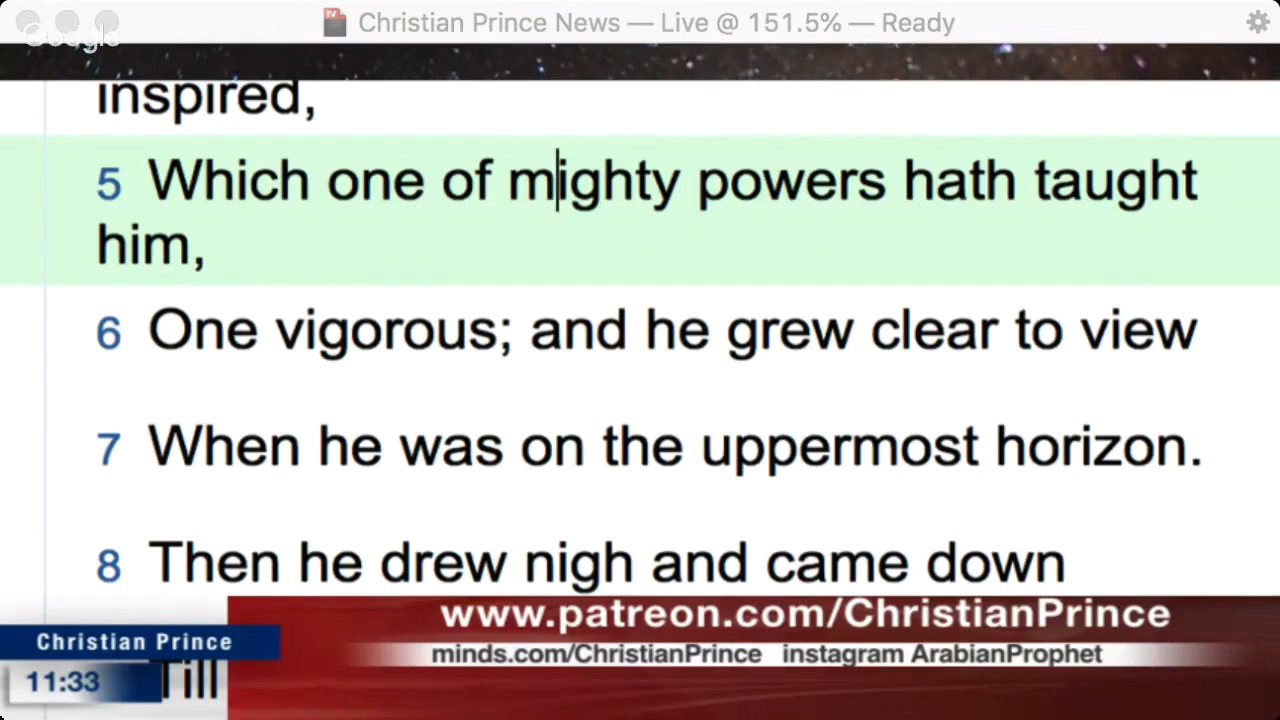 Christian Prince News — Live @ 151.5% — Ready
Google
inspired,
5 Which one of mighty powers hath taught
him,
6 One vigorous; and he grew clear to view
7 When he was on the uppermost horizon.
8 Then he drew nigh and came down
www.patreon.com/ChristianPrince
Christian Prince
minds.com/ChristianPrince instagram ArabianProphet
11:33
Till